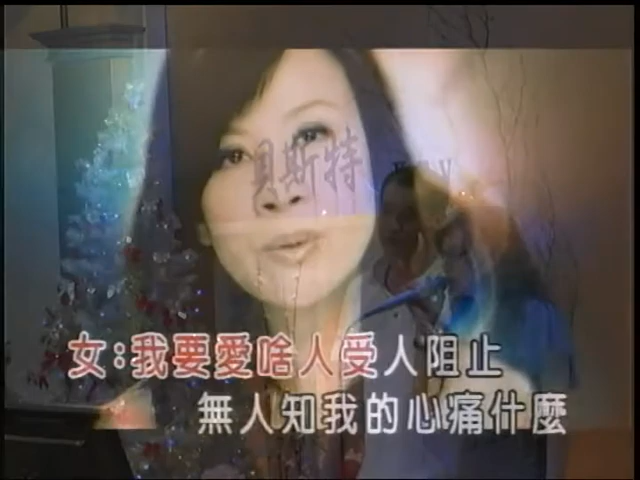 貝斯特
女:我要愛啥人受人阻止
無人知我的心痛什麼